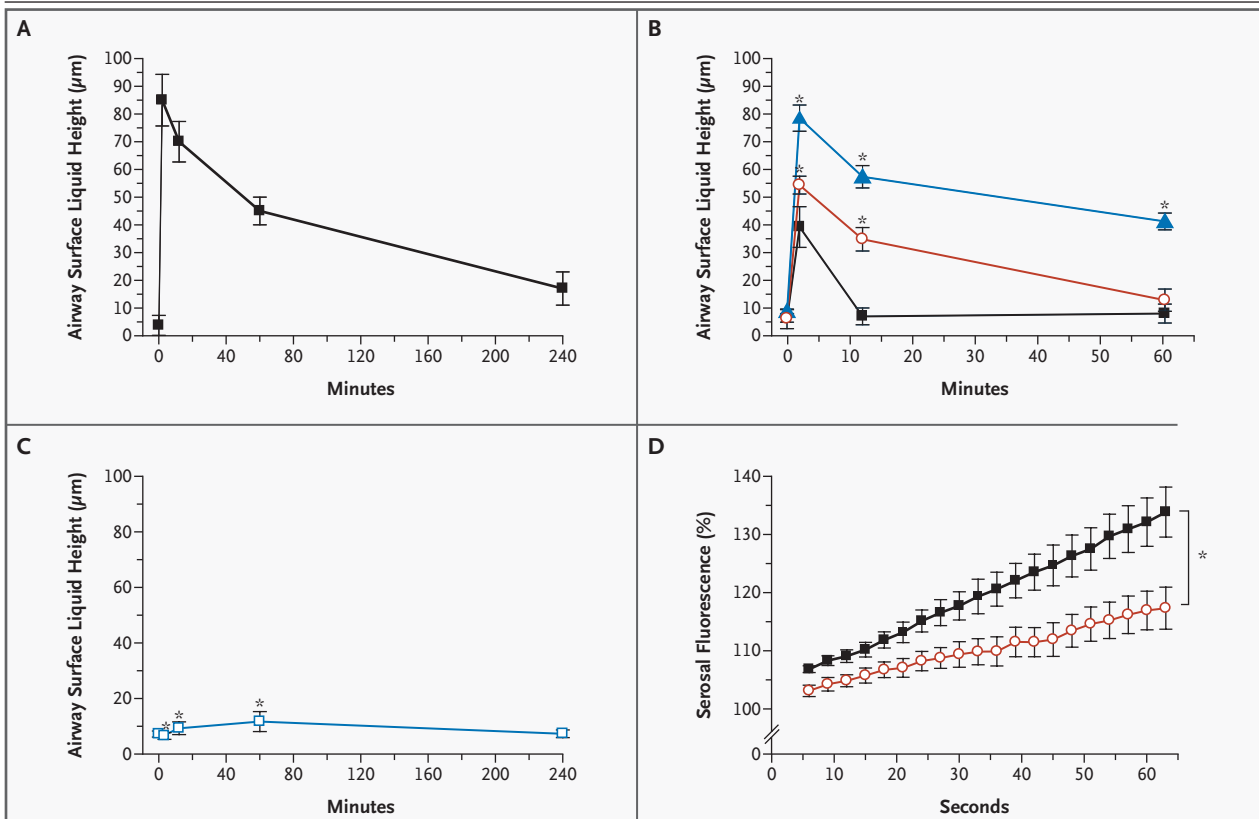 A
Airway Surface Liquid Height (µm)
100
90
80
70
60
50
40
30
20
10
0
0 40 80 120 160 200 240
Minutes
B
Airway Surface Liquid Height (µm)
100
90
80
70
60
50
40
30
20
10
0
* * *
* *
0 10 20 30 40 50 60
Minutes
C
Airway Surface Liquid Height (µm)
100
80
60
40
20
0
* * *
0 40 80 120 160 200 240
Minutes
D
Serosal Fluorescence (%)
140
130
120
110
100
0
*
0 10 20 30 40 50 60
Seconds